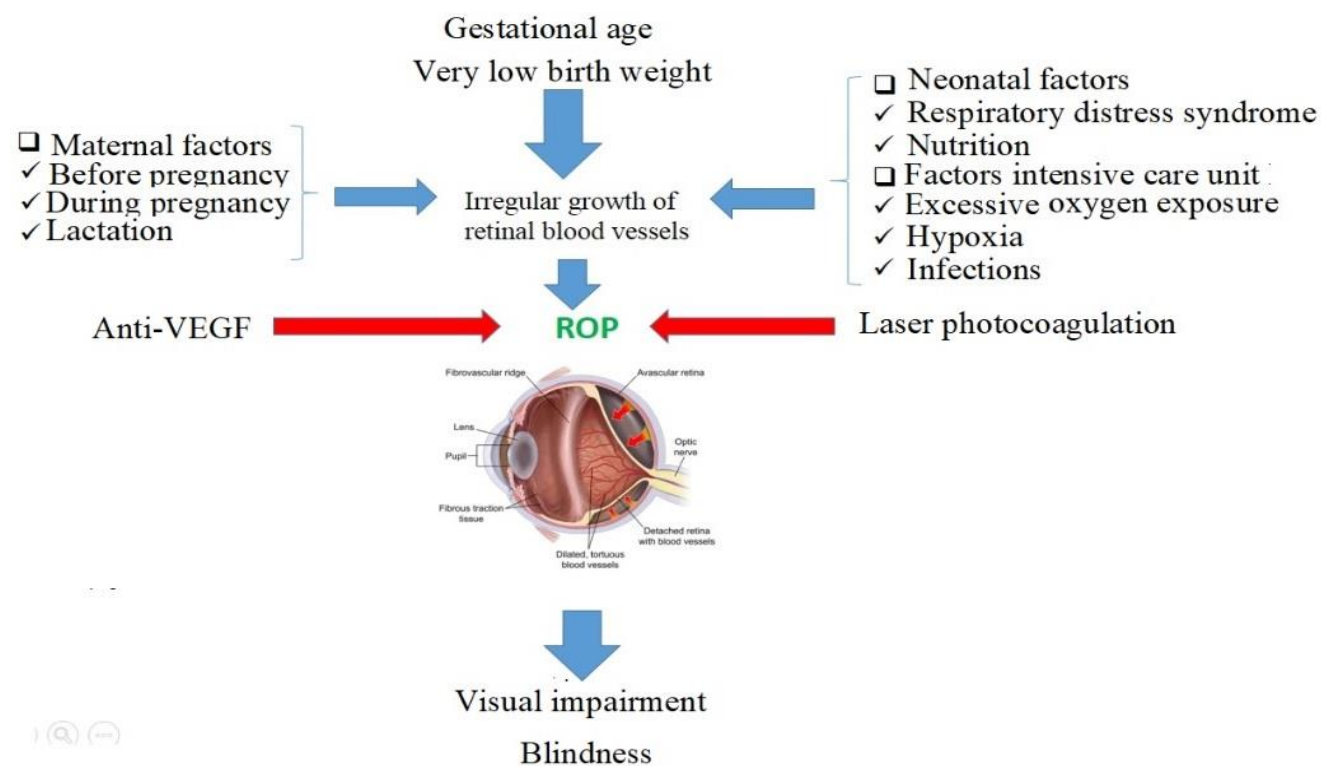 Gestational age
Very low birth weight
❑ Maternal factors
✓ Before pregnancy
✓ During pregnancy
✓ Lactation
❑ Neonatal factors
✓ Respiratory distress syndrome
✓ Nutrition
❑ Factors intensive care unit
✓ Excessive oxygen exposure
✓ Hypoxia
✓ Infections
Irregular growth of
retinal blood vessels
Anti-VEGF
ROP
Laser photocoagulation
Fibrovascular ridge
Avascular retina
Lens
Pupil
Optic
nerve
Fibrous traction
tissue
Detached retina
with blood vessels
Dilated, tortuous
blood vessels
Visual impairment
Blindness